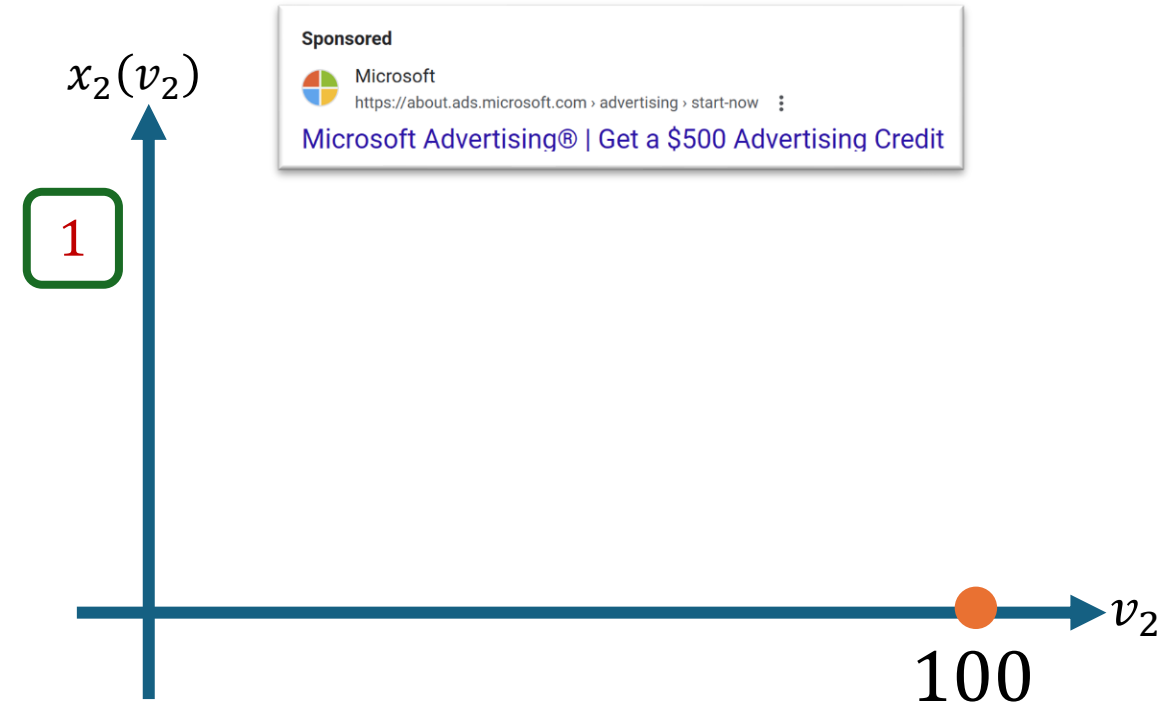 Sponsored
Microsoft
https://about.ads.microsoft.com › advertising › start-now
Microsoft Advertising® | Get a $500 Advertising Credit
x₂(v₂)
1
v₂
100